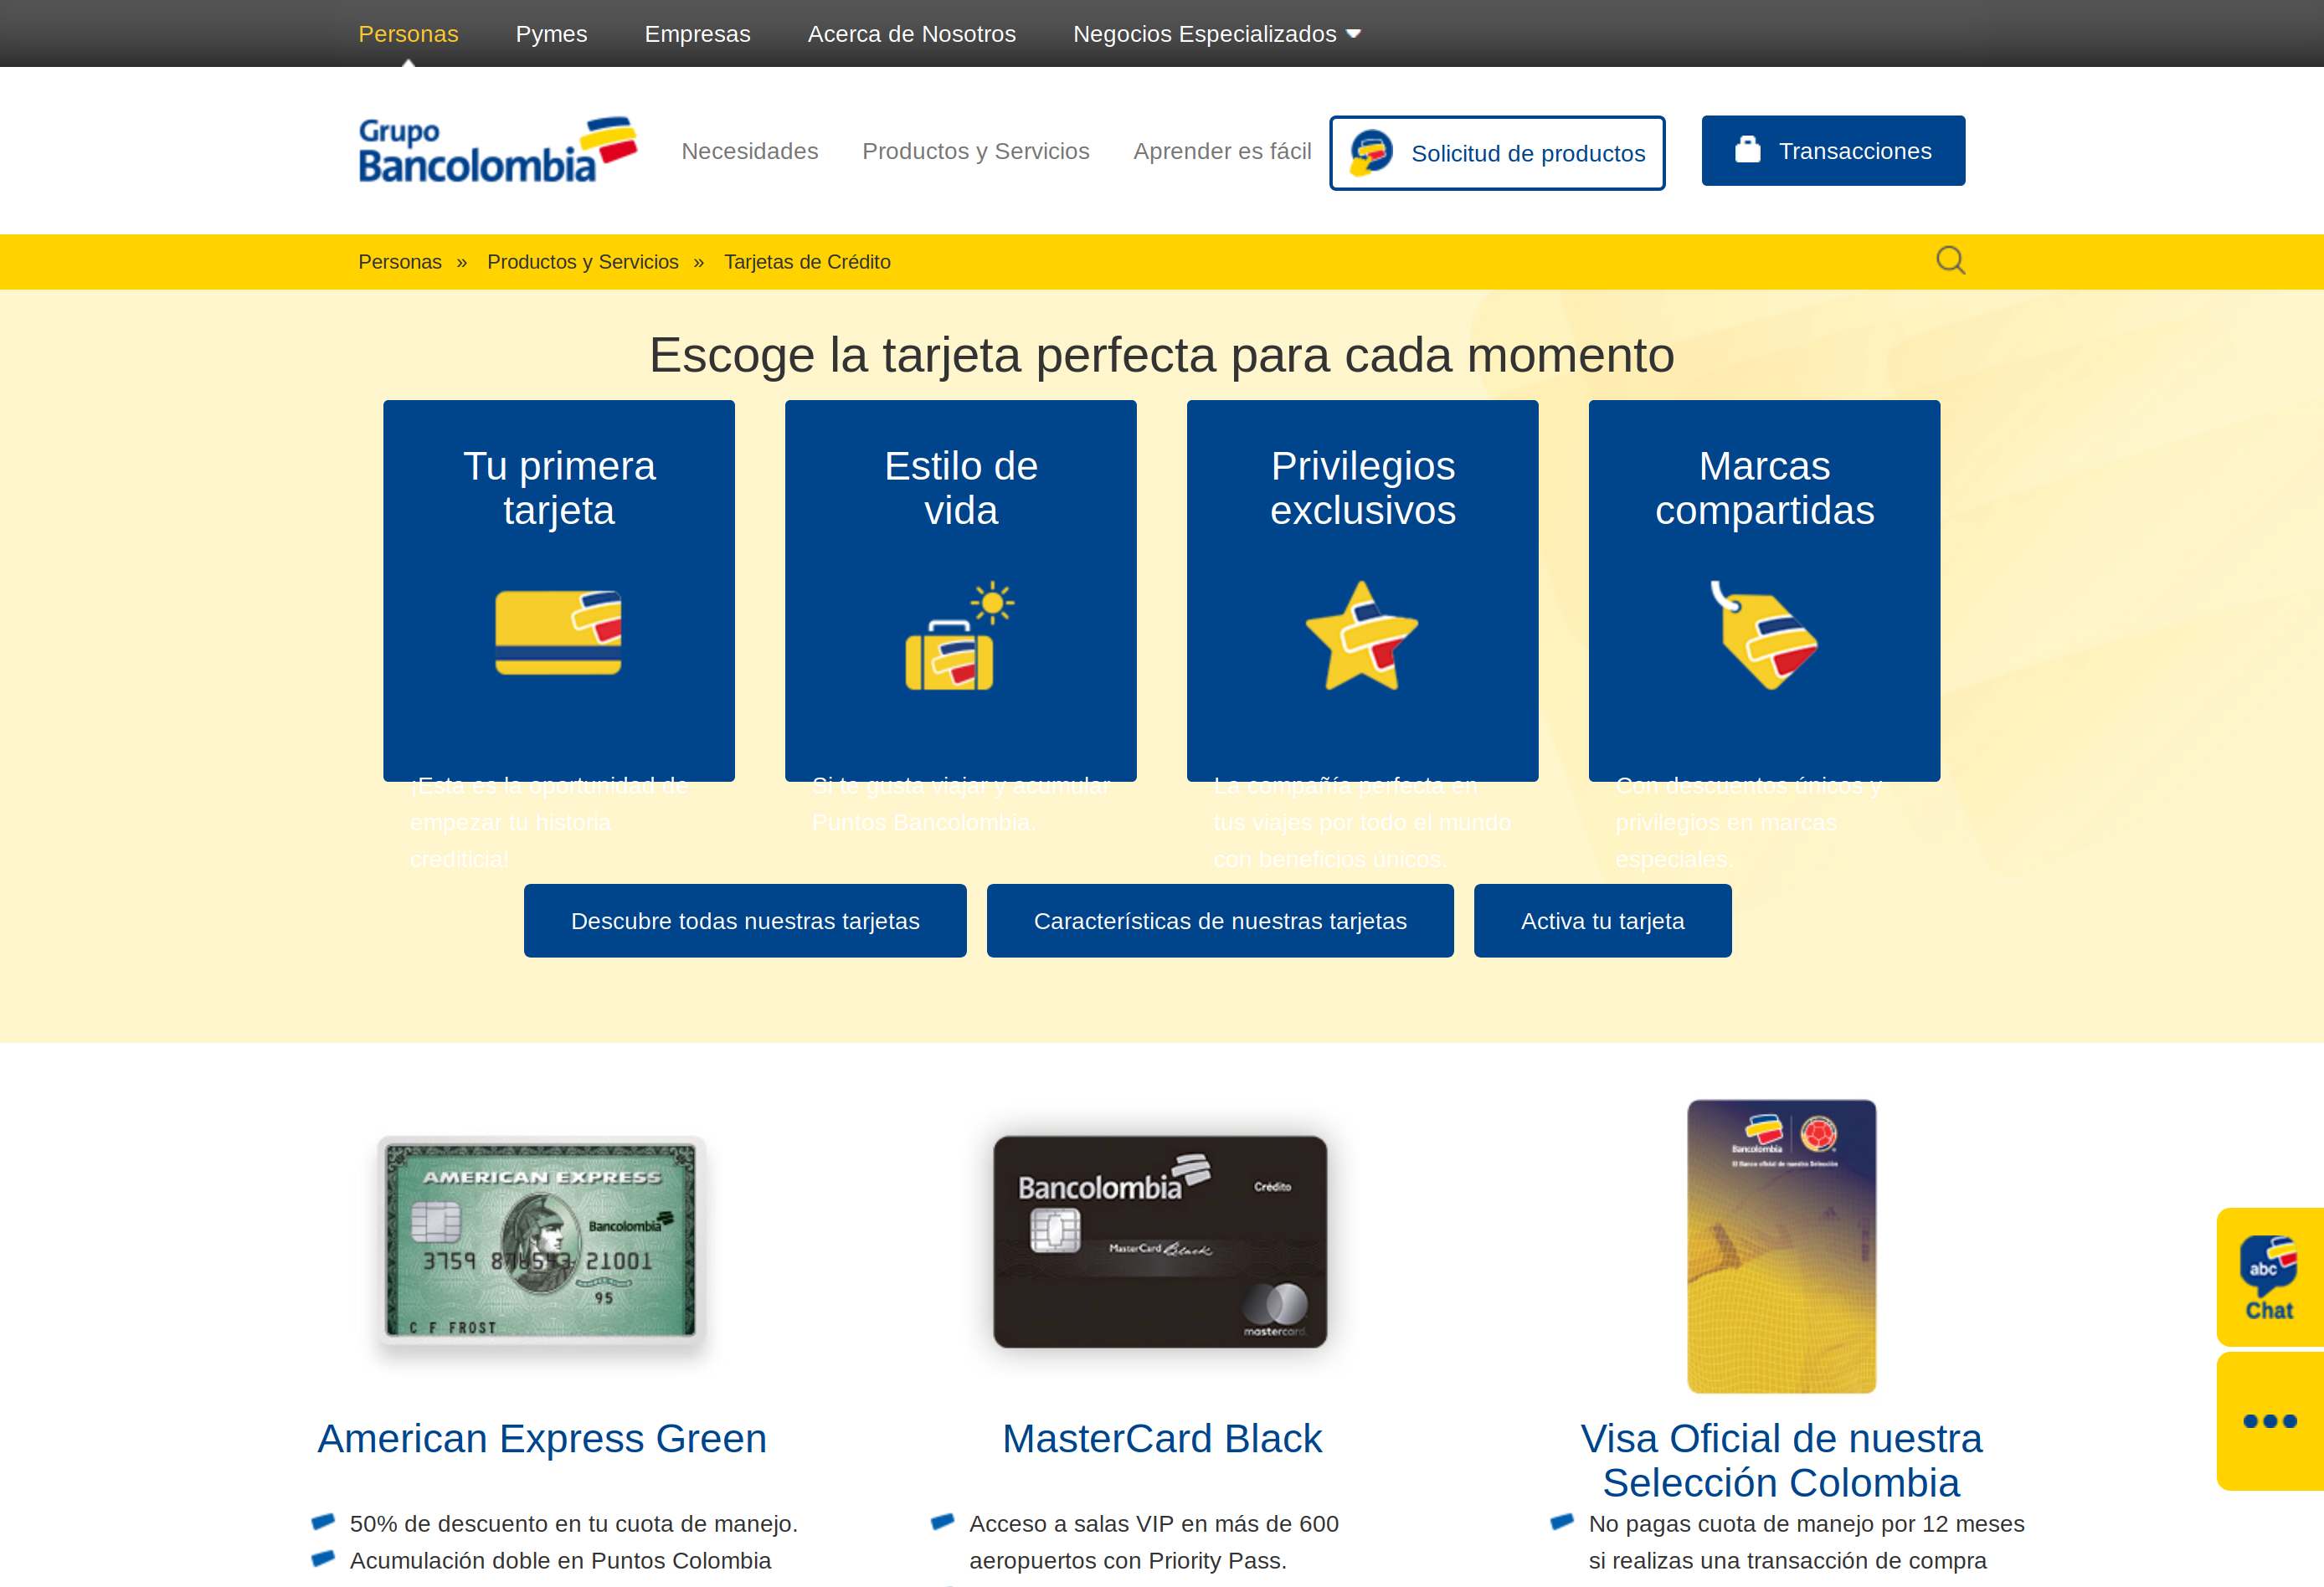 Personas Pymes Empresas Acerca de Nosotros Negocios Especializados
Grupo
Bancolombia
Necesidades Productos y Servicios Aprender es fácil Solicitud de productos Transacciones
Personas » Productos y Servicios » Tarjetas de Crédito
Escoge la tarjeta perfecta para cada momento
Tu primera
tarjeta
Estilo de
vida
Privilegios
exclusivos
Marcas
compartidas
¡Esta es la oportunidad de
empezar tu historia
crediticia!
Si te gusta viajar y acumular
Puntos Bancolombia.
La compañía perfecta en
tus viajes por todo el mundo
con beneficios únicos.
Con descuentos únicos y
privilegios en marcas
especiales.
Descubre todas nuestras tarjetas Características de nuestras tarjetas Activa tu tarjeta
AMERICAN EXPRESS
Bancolombia
3759 876543 21001
95
C F FROST
Bancolombia
Crédito
MasterCard Black
mastercard.
Bancolombia
El Banco oficial de nuestra Selección
abc
Chat
American Express Green
50% de descuento en tu cuota de manejo.
Acumulación doble en Puntos Colombia
MasterCard Black
Acceso a salas VIP en más de 600
aeropuertos con Priority Pass.
Visa Oficial de nuestra
Selección Colombia
No pagas cuota de manejo por 12 meses
si realizas una transacción de compra